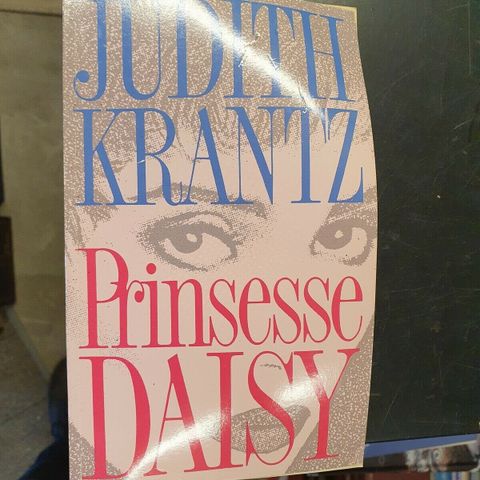 JUDITH
KRANTZ
Prinsesse
DAISY